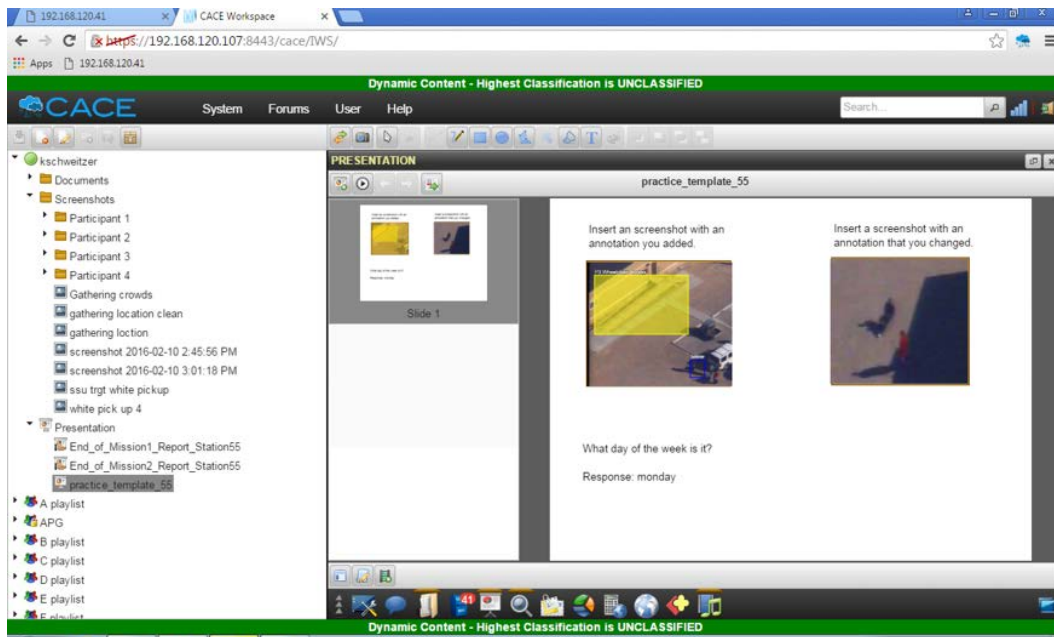 192.168.120.41
CACE Workspace
https://192.168.120.107:8443/cace/IWS/
Apps 192.168.120.41
Dynamic Content - Highest Classification is UNCLASSIFIED
CACE System Forums User Help Search...
kschweitzer
Documents
Screenshots
Participant 1
Participant 2
Participant 3
Participant 4
Gathering crowds
gathering location clean
gathering loction
screenshot 2016-02-10 2:45:56 PM
screenshot 2016-02-10 3:01:18 PM
ssu trgt white pickup
white pick up 4
Presentation
End_of_Mission1_Report_Station55
End_of_Mission2_Report_Station55
practice_template_55
A playlist
APG
B playlist
C playlist
D playlist
E playlist
F playlist
T
PRESENTATION
practice_template_55
Slide 1
Insert an screenshot with an
annotation you added.
Insert a screenshot with an
annotation that you changed.
What day of the week is it?
Response: monday
41
Dynamic Content - Highest Classification is UNCLASSIFIED